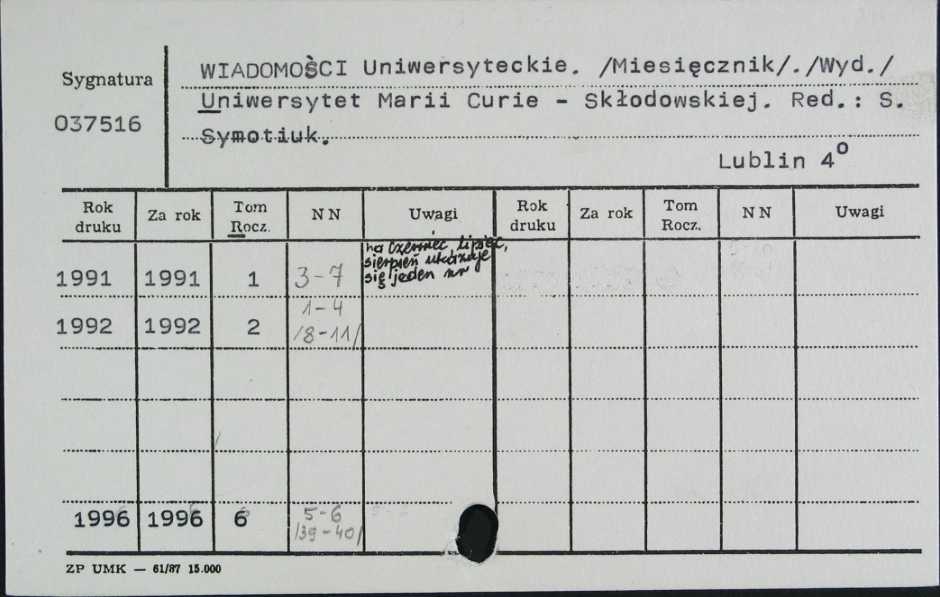 Sygnatura
037516
WIADOMOŚCI Uniwersyteckie. /Miesięcznik/./Wyd./
Uniwersytet Marii Curie - Skłodowskiej. Red.: S.
Symotiuk.
Lublin 4º
Rok druku Za rok Tom Rocz. NN Uwagi Rok druku Za rok Tom Rocz. NN Uwagi
1991 1991 1 3-7 na czerwiec, lipiec, sierpień ukazuje się jeden nr
1992 1992 2 1-4 /8-11/
1996 1996 6 5-6 /39-40/
ZP UMK — 61/87 15.000